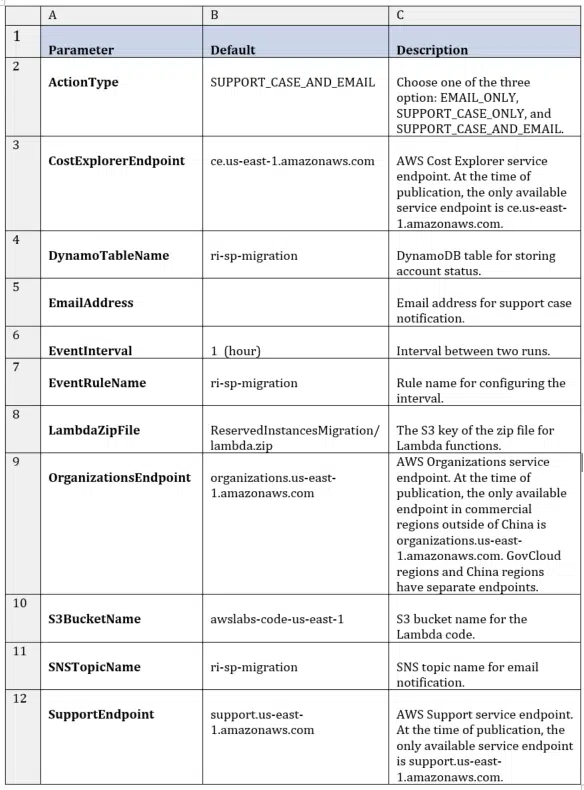 A B C
1
Parameter Default Description
2
ActionType SUPPORT_CASE_AND_EMAIL Choose one of the three
option: EMAIL_ONLY,
SUPPORT_CASE_ONLY, and
SUPPORT_CASE_AND_EMAIL.
3
CostExplorerEndpoint ce.us-east-1.amazonaws.com AWS Cost Explorer service
endpoint. At the time of
publication, the only available
service endpoint is ce.us-east-
1.amazonaws.com.
4
DynamoTableName ri-sp-migration DynamoDB table for storing
account status.
5
EmailAddress Email address for support case
notification.
6
EventInterval 1 (hour) Interval between two runs.
7
EventRuleName ri-sp-migration Rule name for configuring the
interval.
8
LambdaZipFile ReservedInstancesMigration/ The S3 key of the zip file for
lambda.zip Lambda functions.
9
AWS Organizations service
OrganizationsEndpoint organizations.us-east- endpoint. At the time of
1.amazonaws.com publication, the only available
endpoint in commercial
regions outside of China is
organizations.us-east-
1.amazonaws.com. GovCloud
regions and China regions
have separate endpoints.
10
S3BucketName awslabs-code-us-east-1 S3 bucket name for the
Lambda code.
11
SNSTopicName ri-sp-migration SNS topic name for email
notification.
12
SupportEndpoint support.us-east- AWS Support service endpoint.
1.amazonaws.com At the time of publication, the
only available service endpoint
is support.us-east-
1.amazonaws.com.